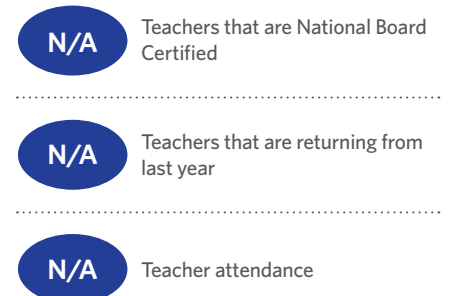 N/A
Teachers that are National Board
Certified
N/A
Teachers that are returning from
last year
N/A
Teacher attendance